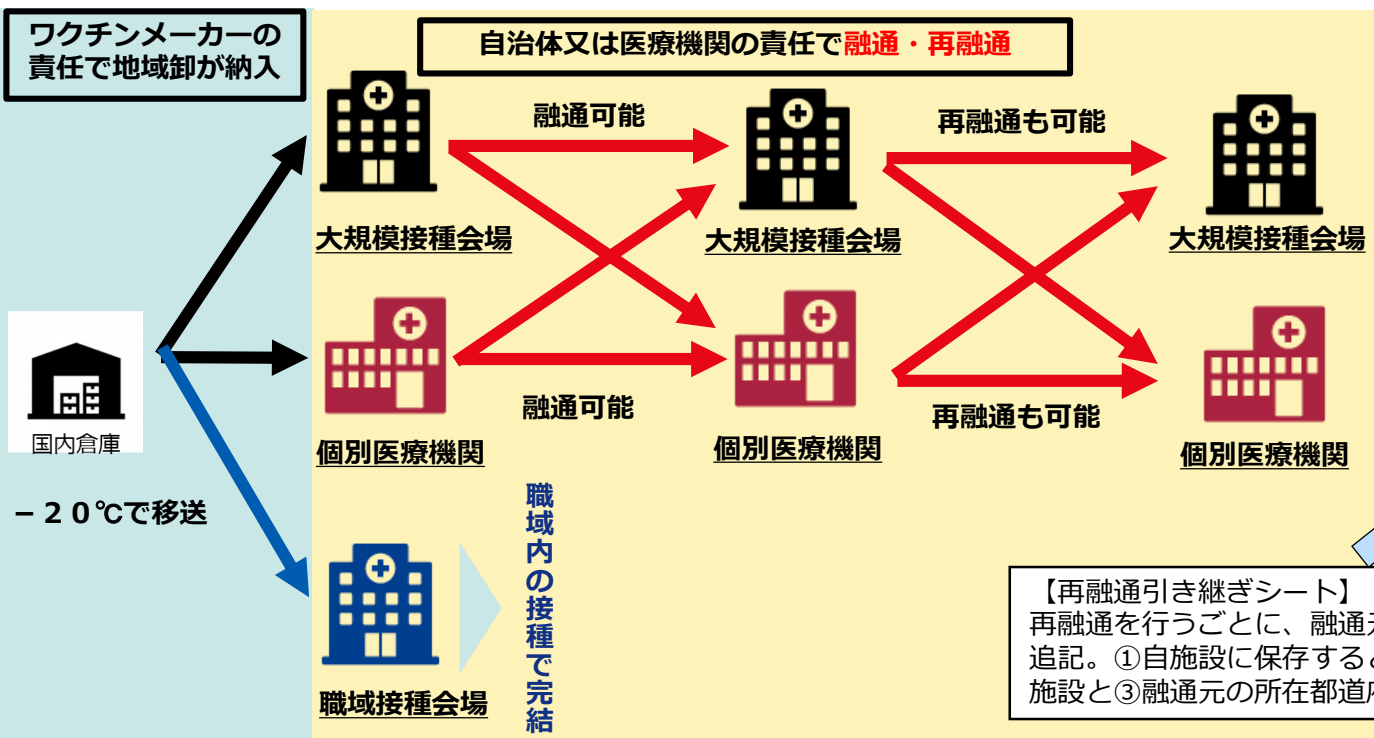 ワクチンメーカーの
責任で地域卸が納入
自治体又は医療機関の責任で融通・再融通
融通可能
再融通も可能
大規模接種会場
大規模接種会場
大規模接種会場
国内倉庫
融通可能
再融通も可能
個別医療機関
個別医療機関
個別医療機関
－２０℃で移送
職域内の接種で完結
職域接種会場
【再融通引き継ぎシート】
再融通を行うごとに、融通
追記。①自施設に保存する
施設と③融通元の所在都道